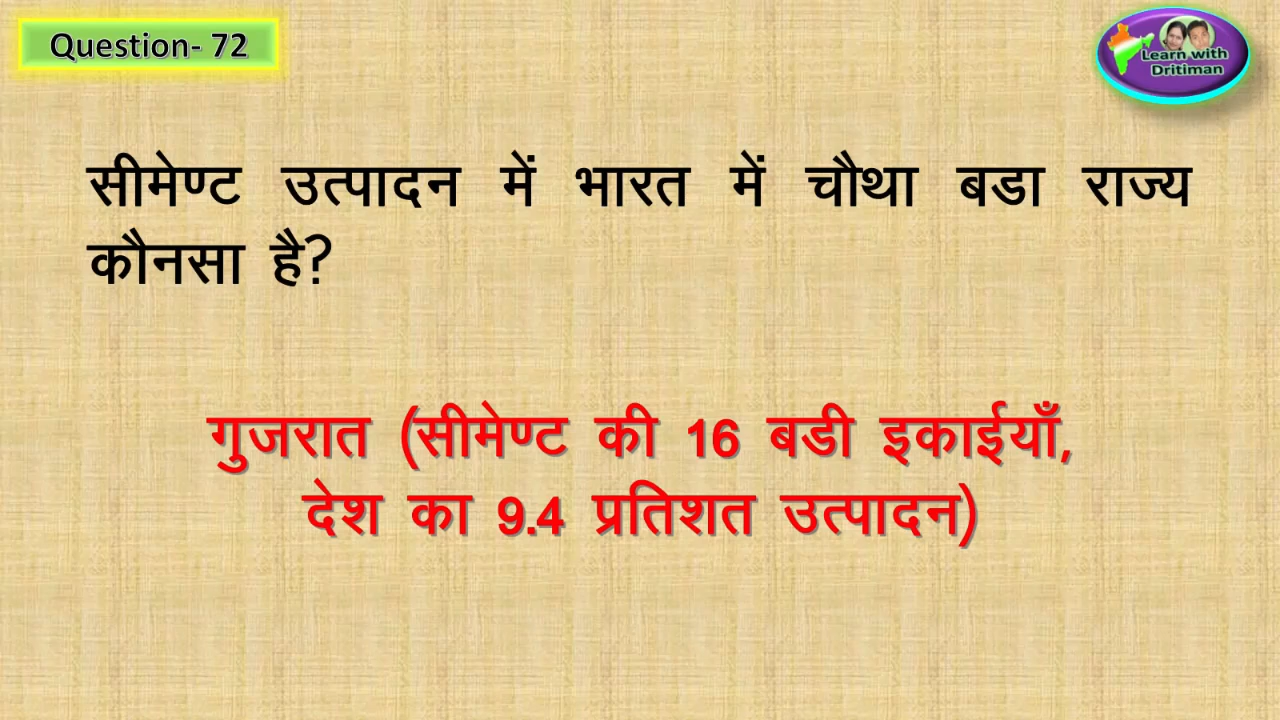 Question- 72
Learn with
Dritiman
सीमेण्ट उत्पादन में भारत में चौथा बडा राज्य
कौनसा है?
गुजरात (सीमेण्ट की 16 बडी इकाईयाँ,
देश का 9.4 प्रतिशत उत्पादन)